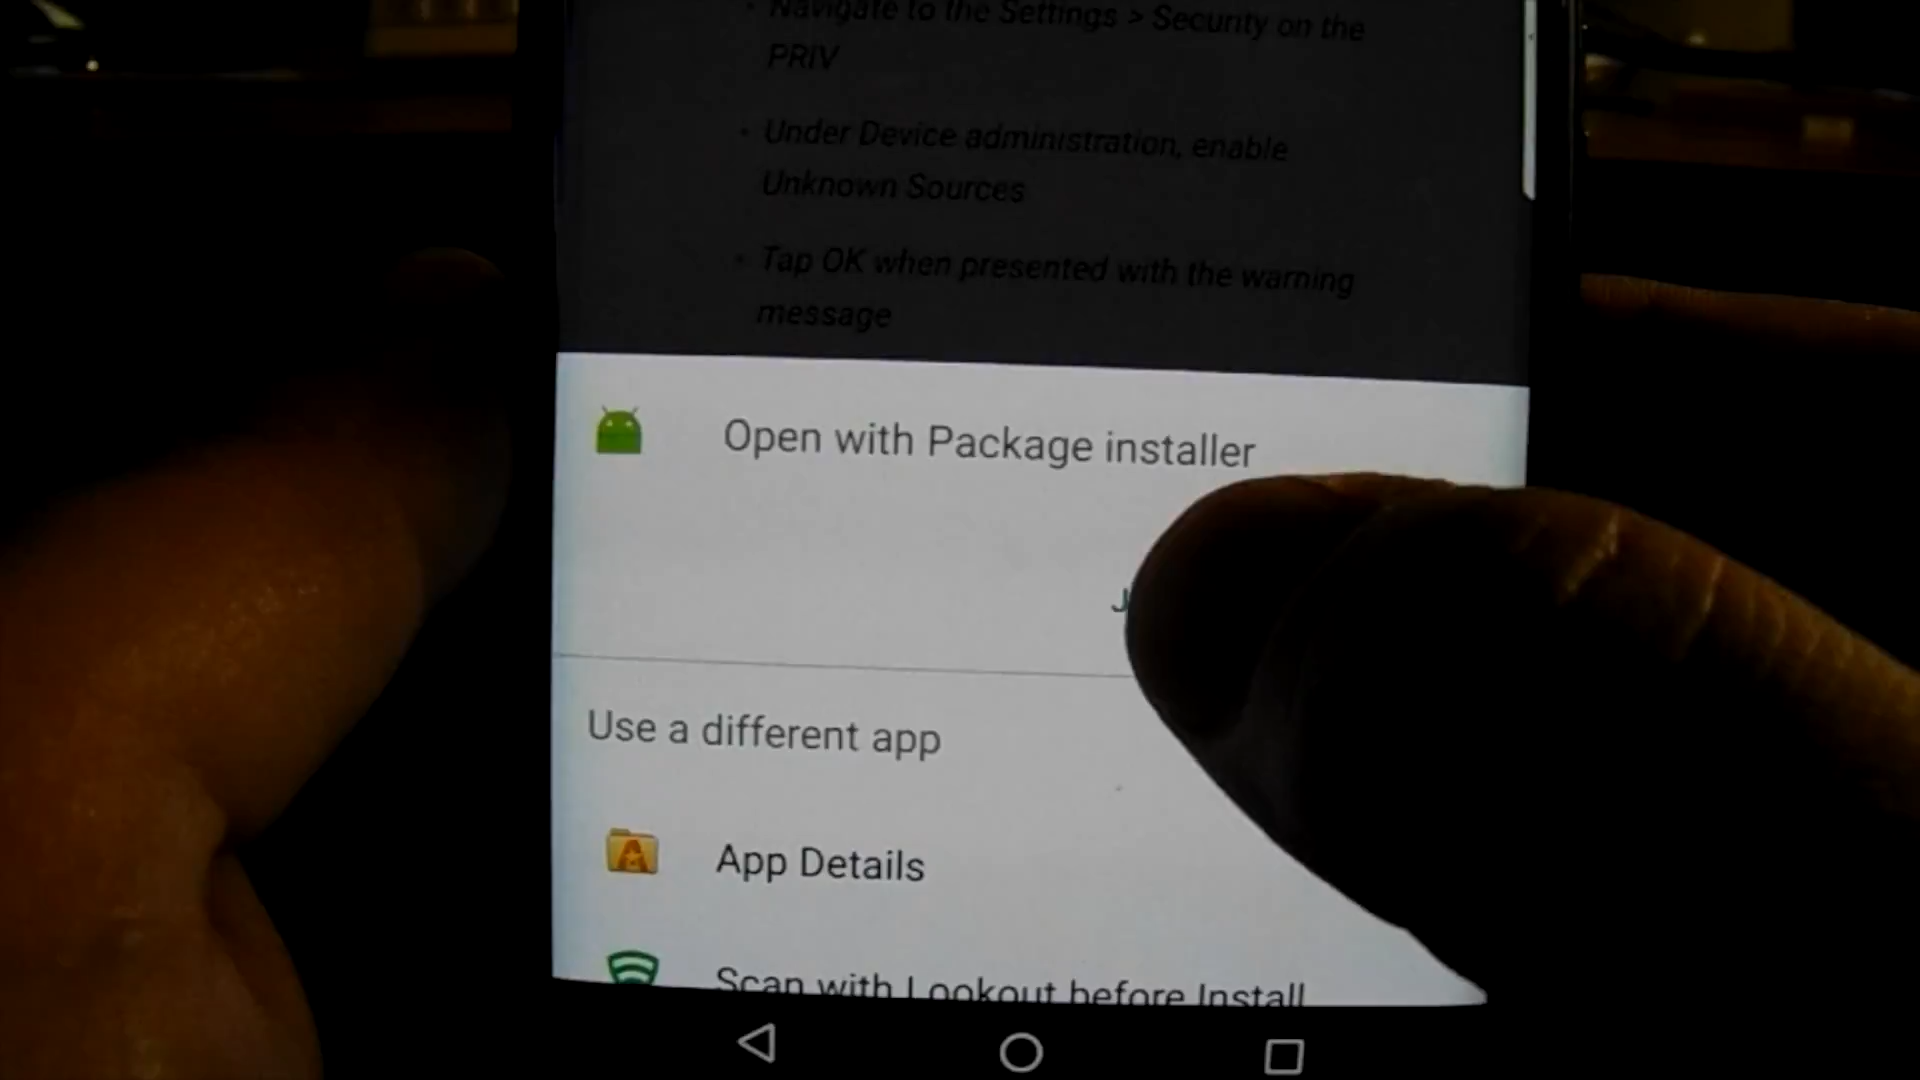 Navigate to the Settings > Security on the
PRIV
Under Device administration, enable
Unknown Sources
Tap OK when presented with the warning
message
Open with Package installer
J
Use a different app
App Details
Scan with Lookout before Install